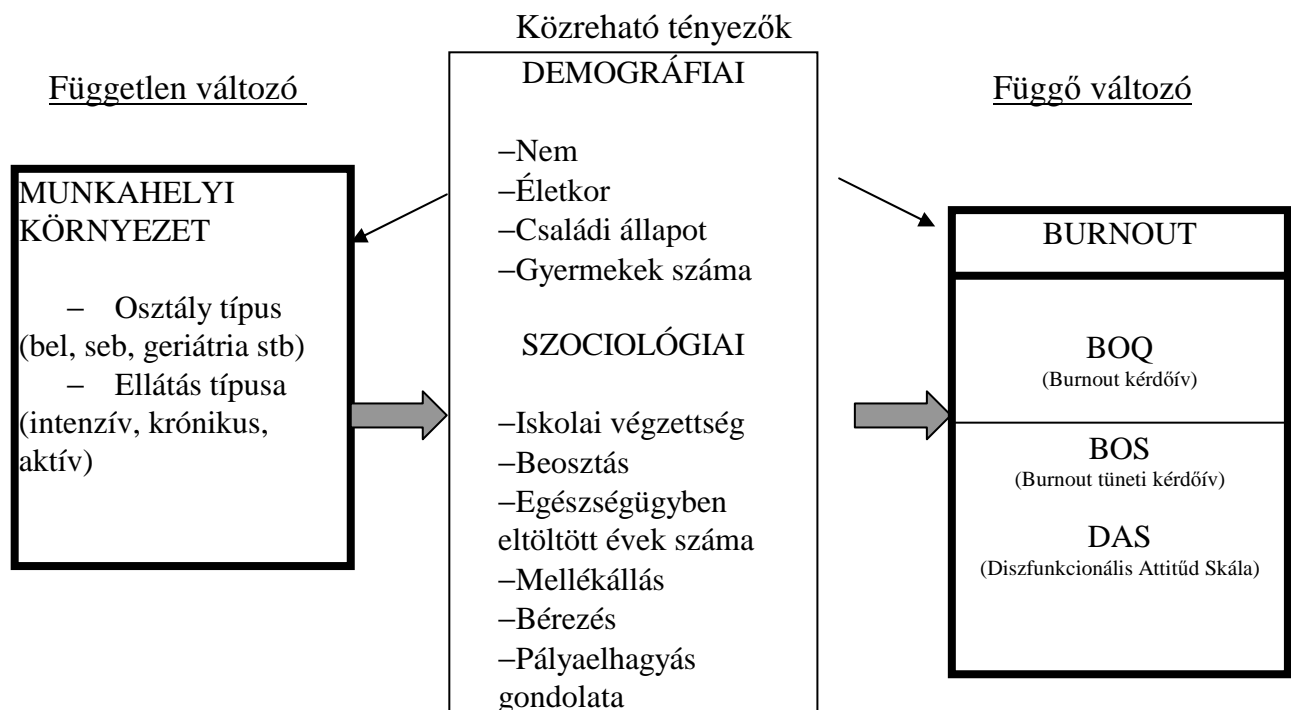 Közreható tényezők
Független változó
MUNKAHELYI
KÖRNYEZET
– Osztály típus
(bel, seb, geriátria stb)
– Ellátás típusa
(intenzív, krónikus,
aktív)
DEMOGRÁFIAI
–Nem
–Életkor
–Családi állapot
–Gyermekek száma
SZOCIOLÓGIAI
–Iskolai végzettség
–Beosztás
–Egészségügyben
eltöltött évek száma
–Mellékállás
–Bérezés
–Pályaelhagyás
gondolata
Függő változó
BURNOUT
BOQ
(Burnout kérdőív)
BOS
(Burnout tüneti kérdőív)
DAS
(Diszfunkcionális Attitűd Skála)